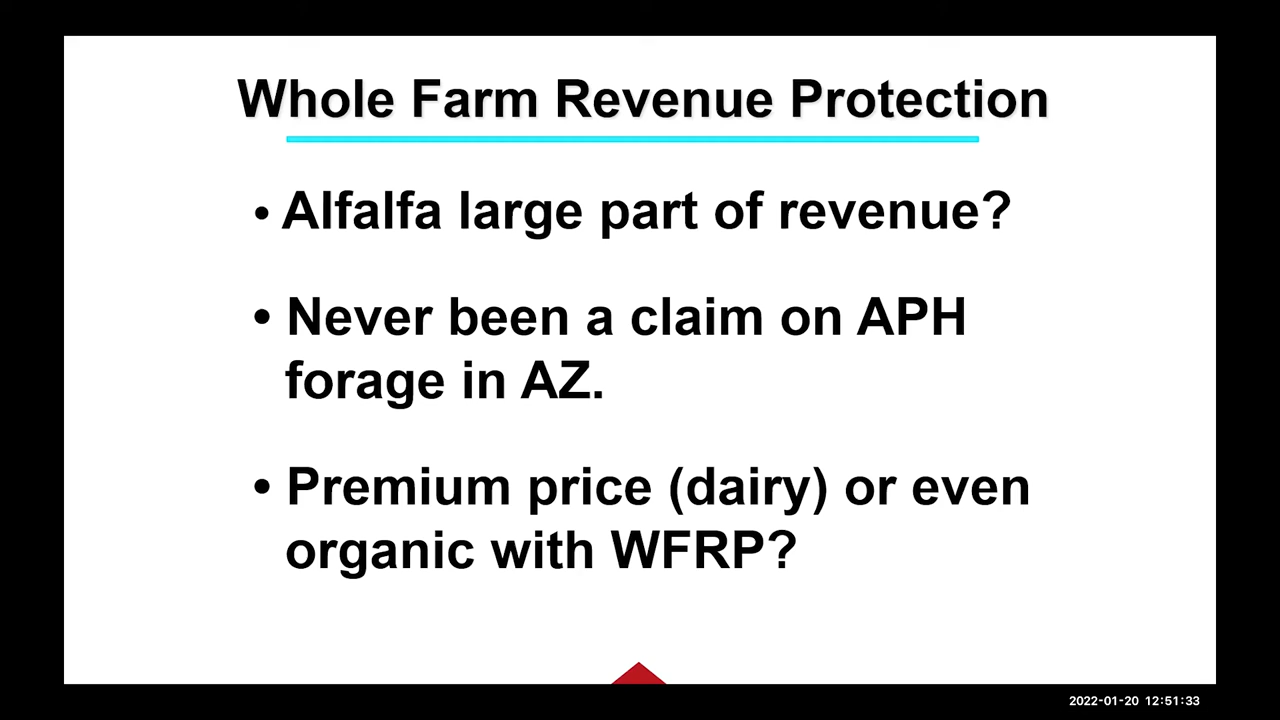 Whole Farm Revenue Protection
• Alfalfa large part of revenue?
• Never been a claim on APH
forage in AZ.
• Premium price (dairy) or even
organic with WFRP?
2022-01-20 12:51:33